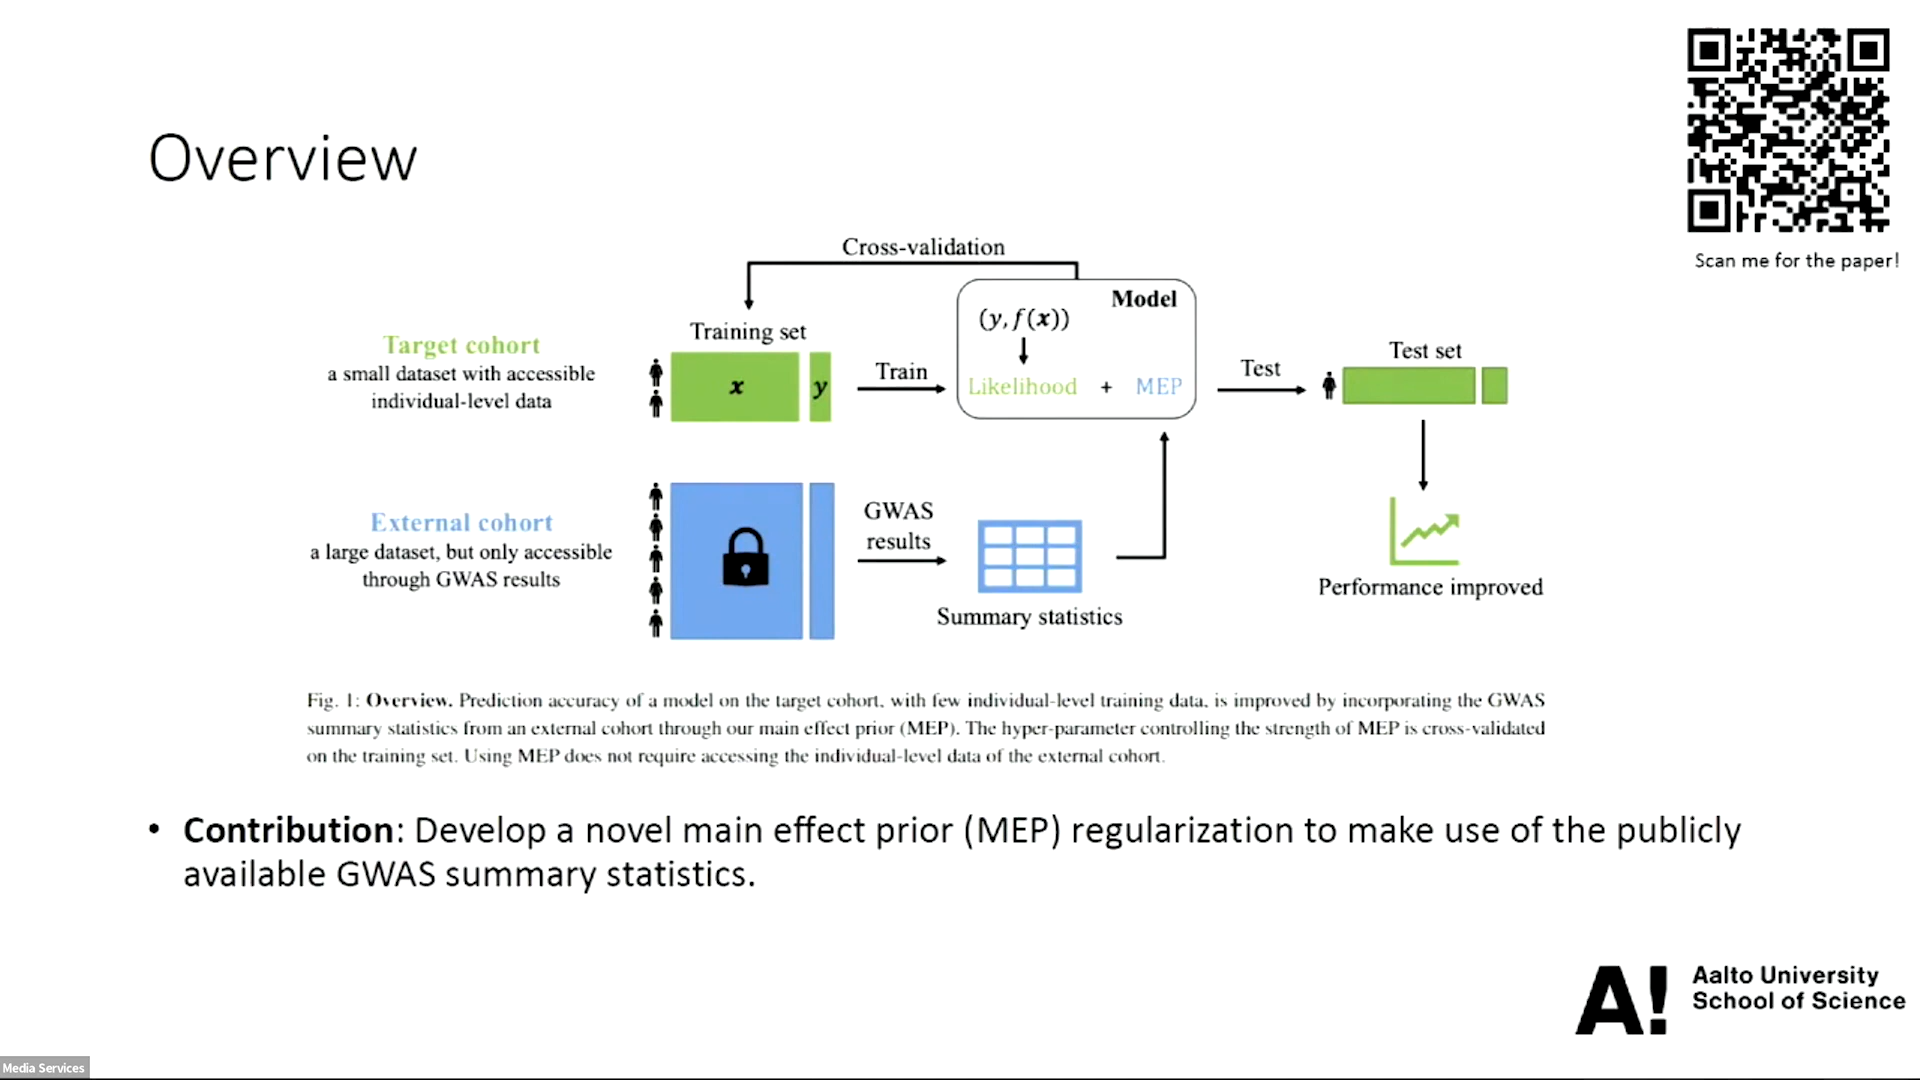 Overview
Scan me for the paper!
Cross-validation
Model
(y, f(x))
Training set
Target cohort
a small dataset with accessible
individual-level data
x
y
Train
Likelihood + MEP
Test
Test set
External cohort
a large dataset, but only accessible
through GWAS results
GWAS
results
Summary statistics
Performance improved
Fig. 1: Overview. Prediction accuracy of a model on the target cohort, with few individual-level training data, is improved by incorporating the GWAS
summary statistics from an external cohort through our main effect prior (MEP). The hyper-parameter controlling the strength of MEP is cross-validated
on the training set. Using MEP does not require accessing the individual-level data of the external cohort.
• Contribution: Develop a novel main effect prior (MEP) regularization to make use of the publicly
available GWAS summary statistics.
A!
Aalto University
School of Science
Media Services